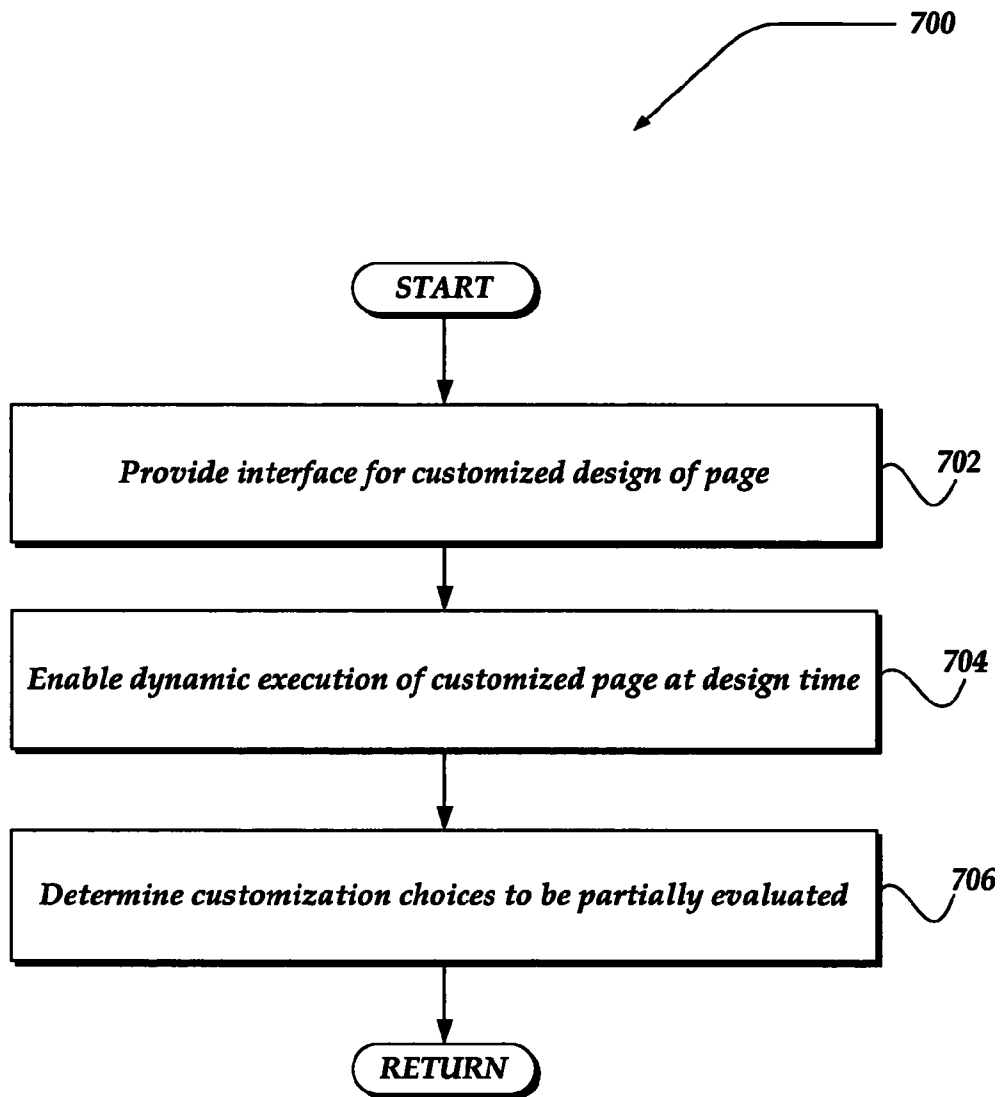 700
START
Provide interface for customized design of page
702
Enable dynamic execution of customized page at design time
704
Determine customization choices to be partially evaluated
706
RETURN